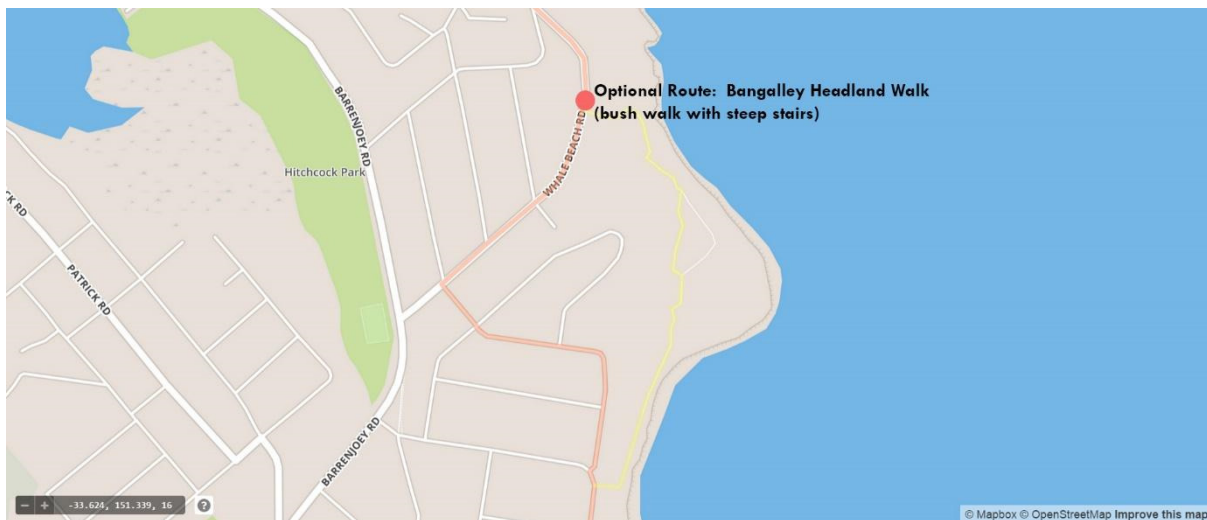 Optional Route: Bangalley Headland Walk
(bush walk with steep stairs)
BARRENJOEY RD
WHALE BEACH RD
Hitchcock Park
CK RD
PATRICK RD
BARRENJOEY RD
− + -33.624, 151.339, 16 ?
© Mapbox © OpenStreetMap Improve this map